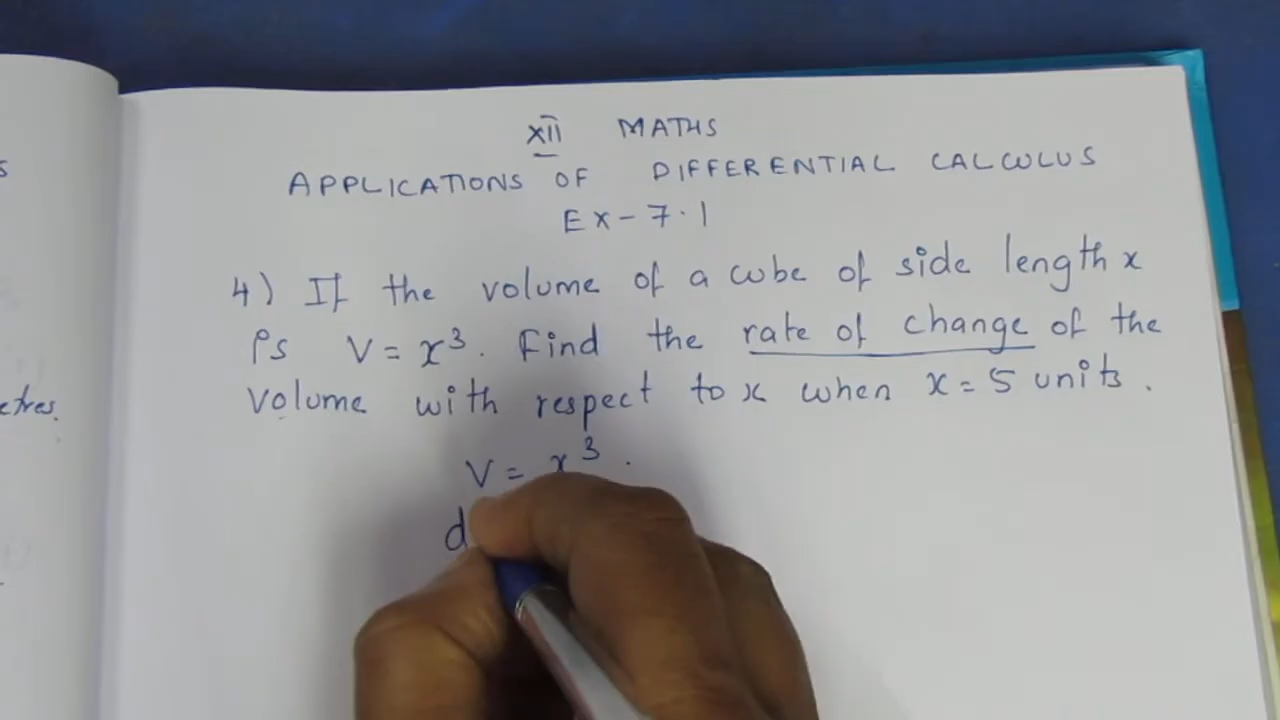 s
XII MATHS
APPLICATIONS OF DIFFERENTIAL CALCULUS
EX-7.1
4) If the volume of a cube of side length x
is V = x³. Find the rate of change of the
etres.
volume with respect to x when x = 5 units.
V = x³.
d